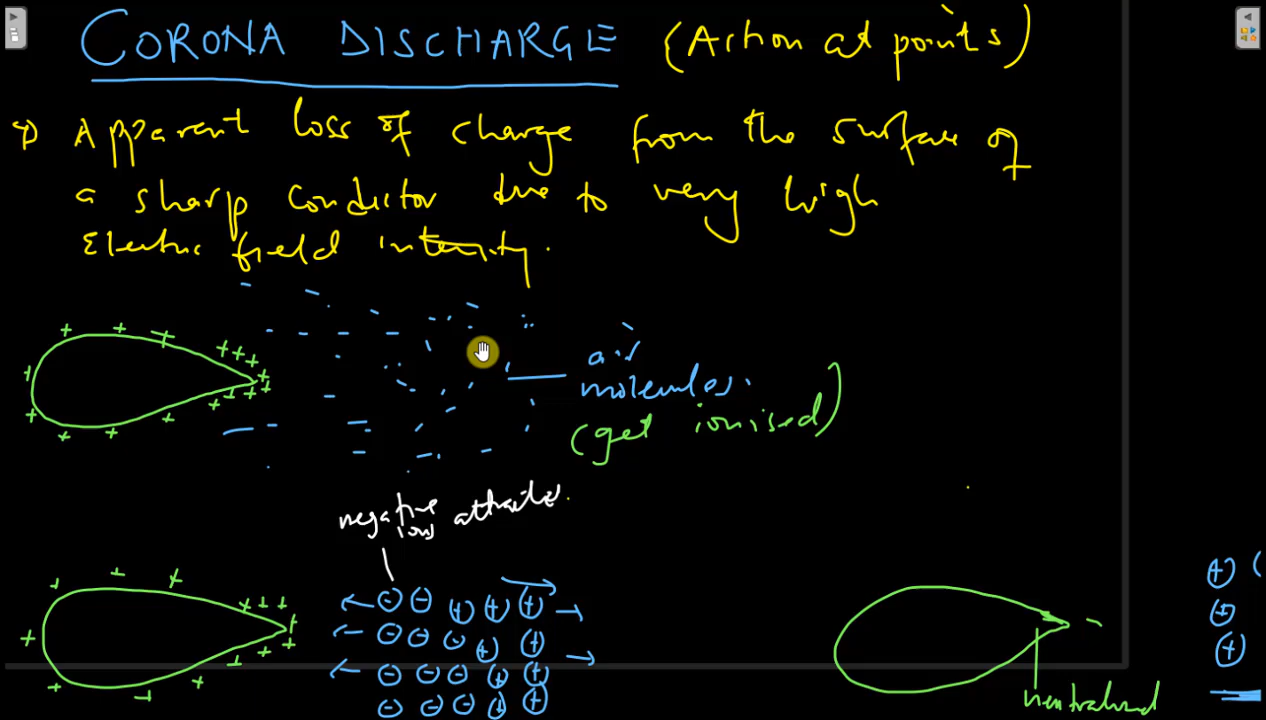 CORONA DISCHARGE (Action at points)
Apparent loss of charge from the surface of
a sharp conductor due to very high
Electric field intensity.
air
molecules.
(get ionised)
negative ions attracted.
neutralised